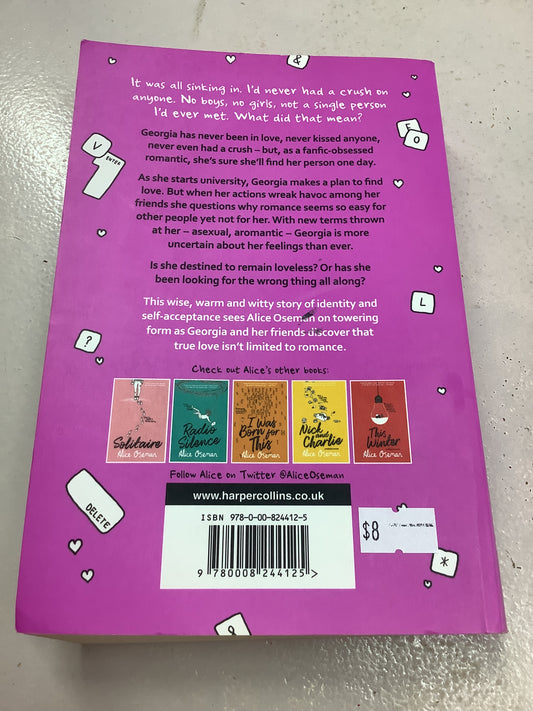 &
It was all sinking in. I'd never had a crush on
anyone. No boys, no girls, not a single person
I'd ever met. What did that mean?
V
ENTER
F
O
Georgia has never been in love, never kissed anyone,
never even had a crush – but, as a fanfic-obsessed
romantic, she's sure she'll find her person one day.
As she starts university, Georgia makes a plan to find
love. But when her actions wreak havoc among her
friends she questions why romance seems so easy for
other people yet not for her. With new terms thrown
at her – asexual, aromantic – Georgia is more
uncertain about her feelings than ever.
Is she destined to remain loveless? Or has she
been looking for the wrong thing all along?
L
This wise, warm and witty story of identity and
self-acceptance sees Alice Oseman on towering
form as Georgia and her friends discover that
true love isn't limited to romance.
?
Check out Alice's other books:
Solitaire
Alice Oseman
Radio
Silence
Alice Oseman
I Was
Born for
This
Alice Oseman
Nick
and
Charlie
Alice Oseman
This
Winter
Alice Oseman
Follow Alice on Twitter @AliceOseman
www.harpercollins.co.uk
DELETE
ISBN 978-0-00-824412-5
9 780008 244125 >
$8
*
&